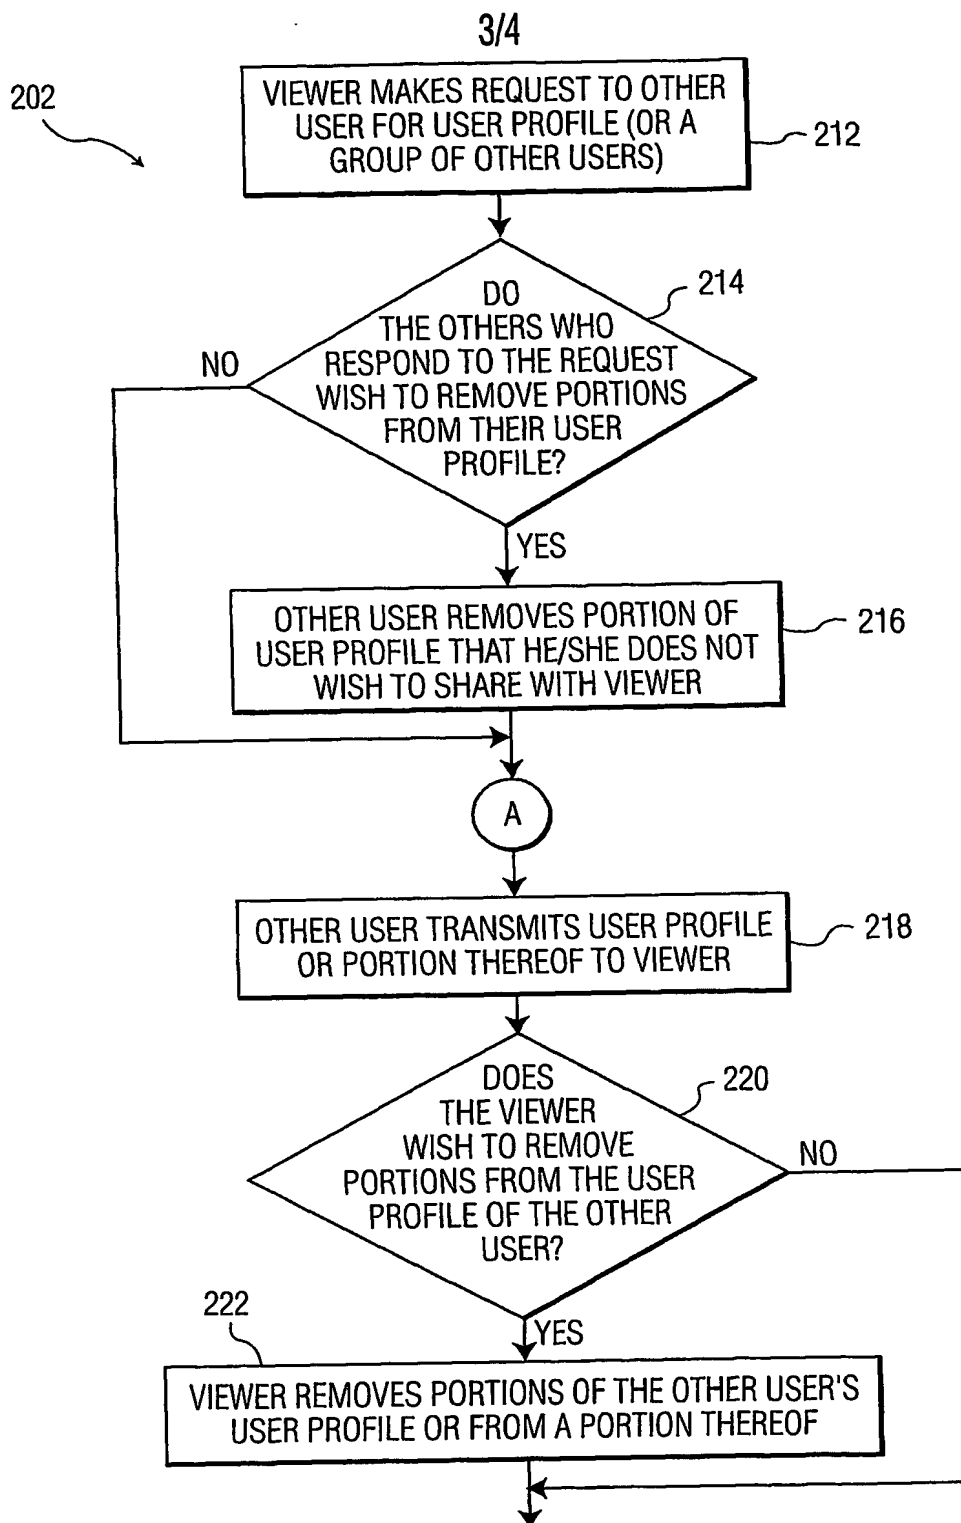 3/4
202
VIEWER MAKES REQUEST TO OTHER
USER FOR USER PROFILE (OR A
GROUP OF OTHER USERS)
212
DO
THE OTHERS WHO
RESPOND TO THE REQUEST
WISH TO REMOVE PORTIONS
FROM THEIR USER
PROFILE?
214
NO
YES
OTHER USER REMOVES PORTION OF
USER PROFILE THAT HE/SHE DOES NOT
WISH TO SHARE WITH VIEWER
216
A
OTHER USER TRANSMITS USER PROFILE
OR PORTION THEREOF TO VIEWER
218
DOES
THE VIEWER
WISH TO REMOVE
PORTIONS FROM THE USER
PROFILE OF THE OTHER
USER?
220
NO
YES
222
VIEWER REMOVES PORTIONS OF THE OTHER USER'S
USER PROFILE OR FROM A PORTION THEREOF